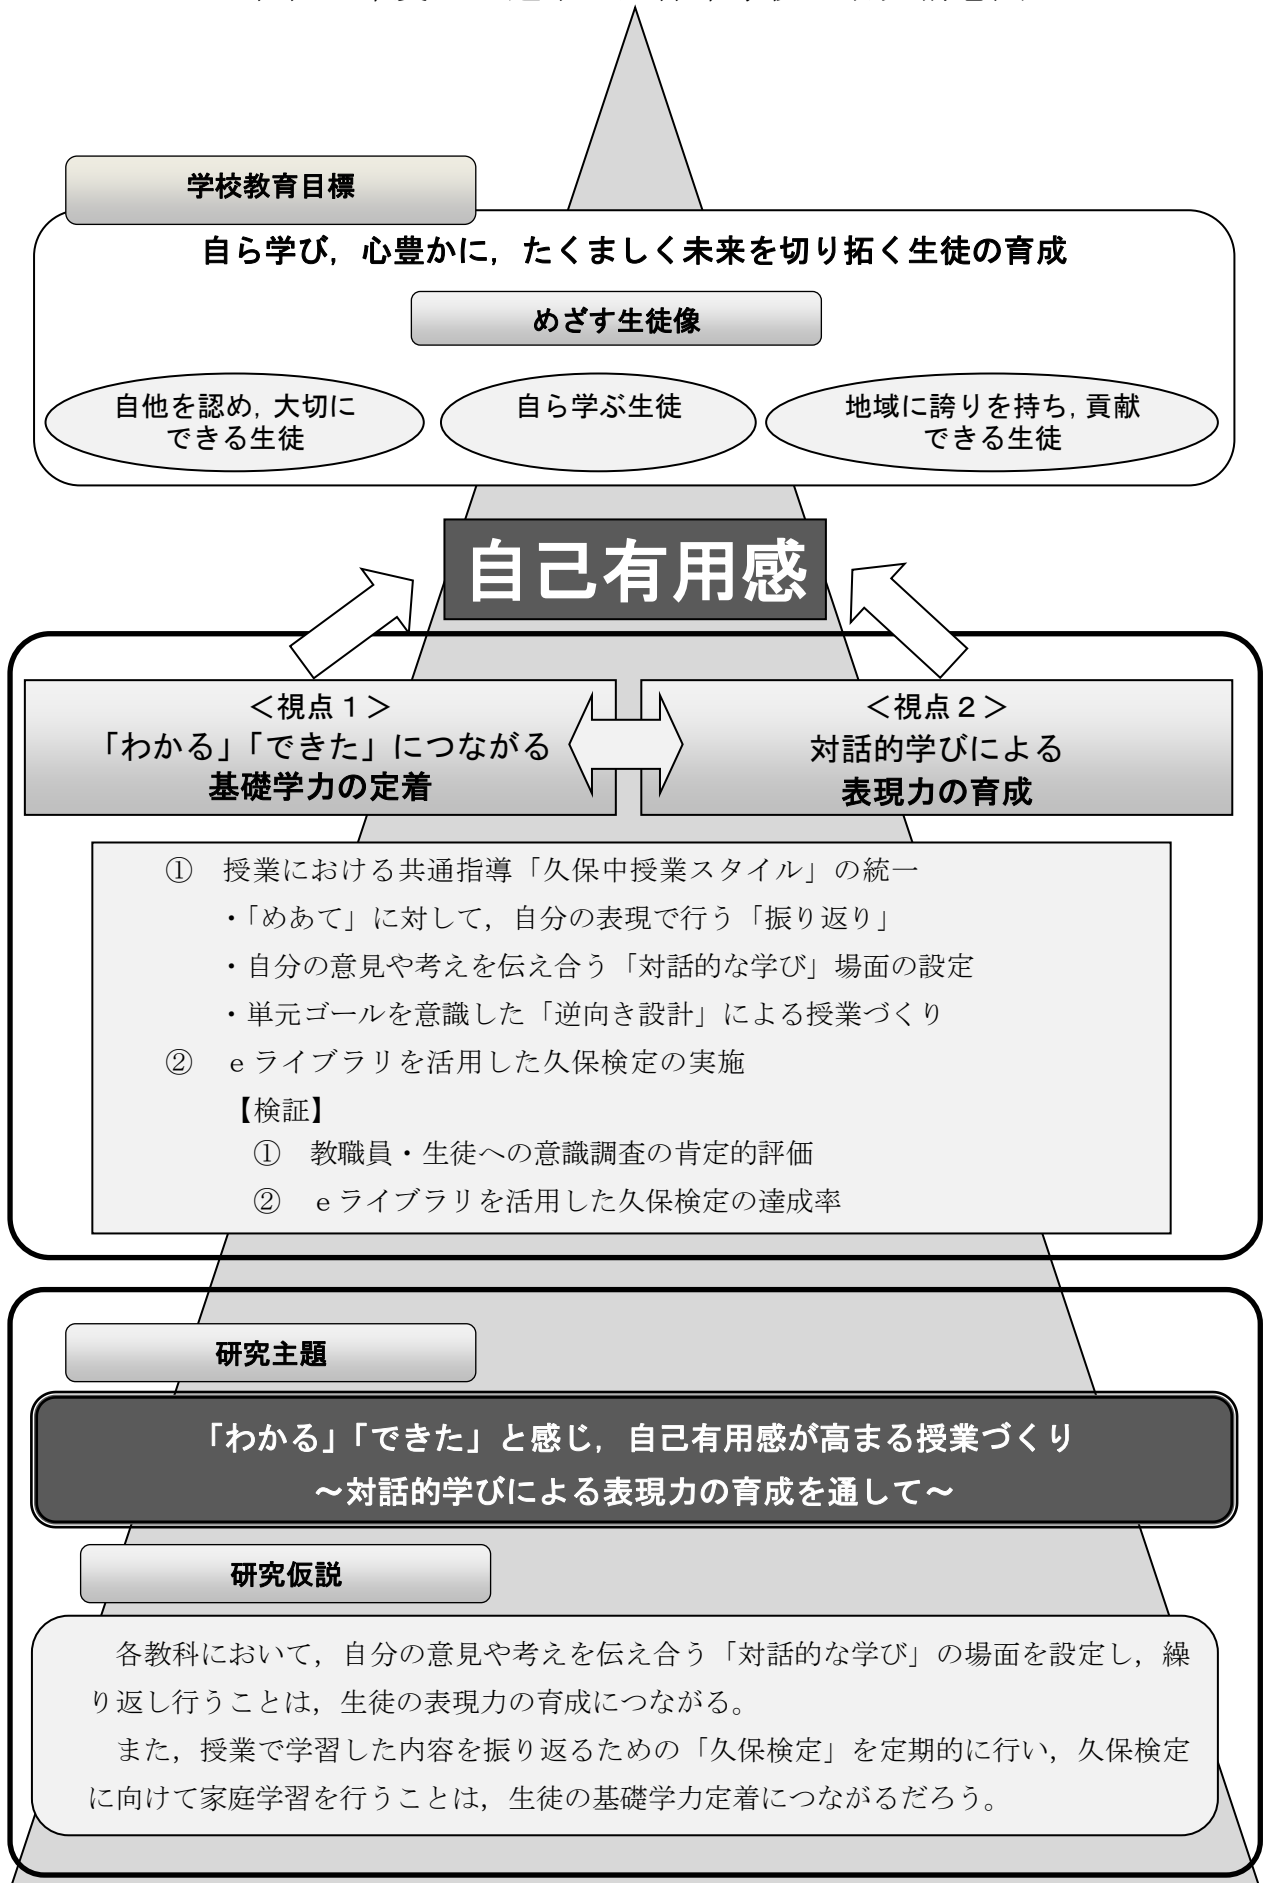 学校教育目標
自ら学び，心豊かに，たくましく未来を切り拓く生徒の育成
めざす生徒像
自他を認め，大切に
できる生徒
自ら学ぶ生徒
地域に誇りを持ち，貢献
できる生徒
自己有用感
＜視点１＞
「わかる」「できた」につながる
基礎学力の定着
＜視点２＞
対話的学びによる
表現力の育成
①　授業における共通指導「久保中授業スタイル」の統一
・「めあて」に対して，自分の表現で行う「振り返り」
・自分の意見や考えを伝え合う「対話的な学び」場面の設定
・単元ゴールを意識した「逆向き設計」による授業づくり
②　ｅライブラリを活用した久保検定の実施
【検証】
①　教職員・生徒への意識調査の肯定的評価
②　ｅライブラリを活用した久保検定の達成率
研究主題
「わかる」「できた」と感じ，自己有用感が高まる授業づくり
～対話的学びによる表現力の育成を通して～
研究仮説
各教科において，自分の意見や考えを伝え合う「対話的な学び」の場面を設定し，繰
り返し行うことは，生徒の表現力の育成につながる。
また，授業で学習した内容を振り返るための「久保検定」を定期的に行い，久保検定
に向けて家庭学習を行うことは，生徒の基礎学力定着につながるだろう。